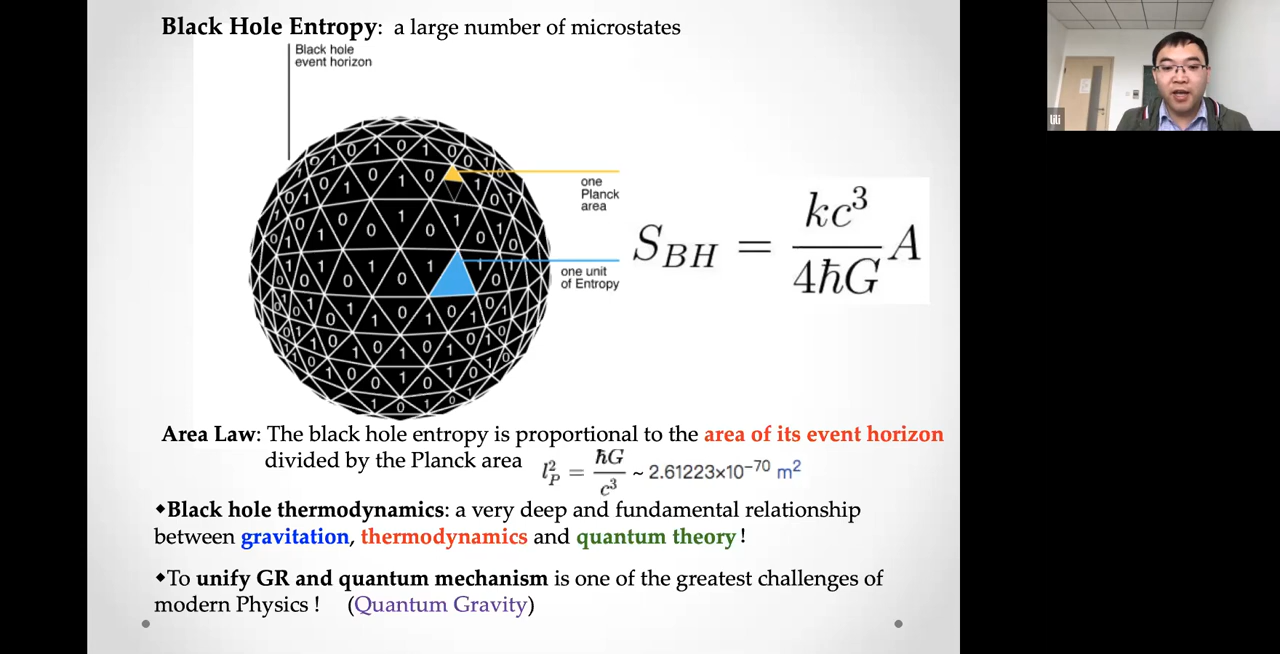 Black Hole Entropy: a large number of microstates
Black hole
event horizon
one
Planck
area
one unit
of Entropy
S_{BH} = \frac{kc^3}{4ħG} A
Area Law: The black hole entropy is proportional to the area of its event horizon
divided by the Planck area l_P^2 = \frac{ħG}{c^3} ~ 2.61223×10^{-70} m^2
◆Black hole thermodynamics: a very deep and fundamental relationship
between gravitation, thermodynamics and quantum theory !
◆To unify GR and quantum mechanism is one of the greatest challenges of
modern Physics ! (Quantum Gravity)